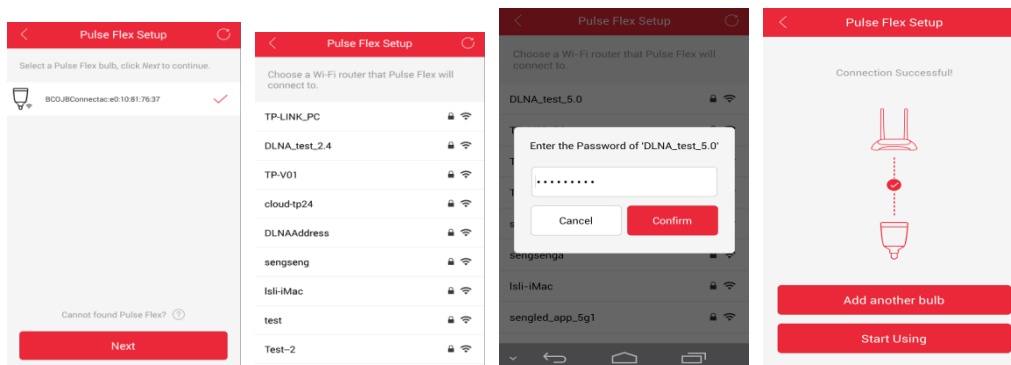 Pulse Flex Setup
Select a Pulse Flex bulb, click Next to continue.
BCOJBConnectac:e0:10:81:76:37
Cannot found Pulse Flex? ?
Next
Pulse Flex Setup
Choose a Wi-Fi router that Pulse Flex will
connect to.
TP-LINK_PC
DLNA_test_2.4
TP-V01
cloud-tp24
DLNAAddress
sengseng
lsli-iMac
test
Test--2
Pulse Flex Setup
Choose a Wi-Fi router that Pulse Flex will
connect to.
DLNA_test_5.0
Enter the Password of 'DLNA_test_5.0'
•••••••••
Cancel
Confirm
sengsenga
lsli-iMac
sengled_app_5g1
Pulse Flex Setup
Connection Successful!
Add another bulb
Start Using